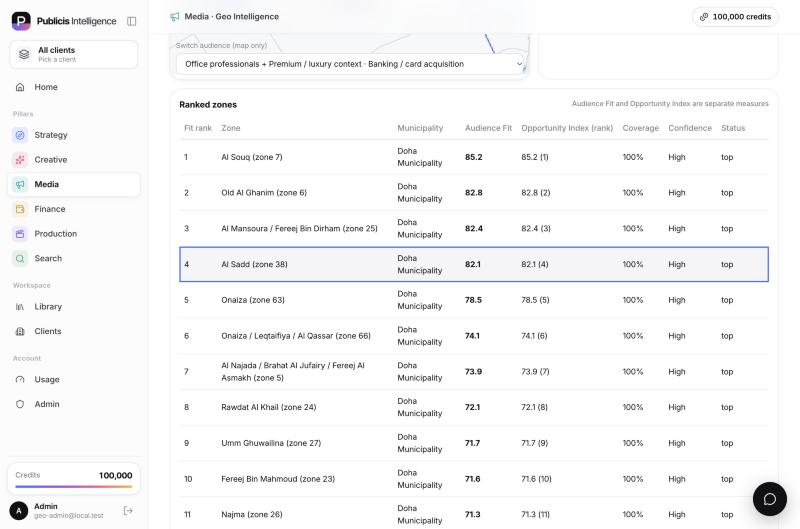 Publicis Intelligence
Media · Geo Intelligence
100,000 credits
All clients
Pick a client
Home
Pillars
Strategy
Creative
Media
Finance
Production
Search
Workspace
Library
Clients
Account
Usage
Admin
Credits 100,000
A
Admin
geo-admin@local.test
Switch audience (map only)
Office professionals + Premium / luxury context · Banking / card acquisition
Ranked zones
Audience Fit and Opportunity Index are separate measures
Fit rank Zone Municipality Audience Fit Opportunity Index (rank) Coverage Confidence Status
1 Al Souq (zone 7) Doha Municipality 85.2 85.2 (1) 100% High top
2 Old Al Ghanim (zone 6) Doha Municipality 82.8 82.8 (2) 100% High top
3 Al Mansoura / Fereej Bin Dirham (zone 25) Doha Municipality 82.4 82.4 (3) 100% High top
4 Al Sadd (zone 38) Doha Municipality 82.1 82.1 (4) 100% High top
5 Onaiza (zone 63) Doha Municipality 78.5 78.5 (5) 100% High top
6 Onaiza / Leqtaifiya / Al Qassar (zone 66) Doha Municipality 74.1 74.1 (6) 100% High top
7 Al Najada / Brahat Al Jufairy / Fereej Al Asmakh (zone 5) Doha Municipality 73.9 73.9 (7) 100% High top
8 Rawdat Al Khail (zone 24) Doha Municipality 72.1 72.1 (8) 100% High top
9 Umm Ghuwailina (zone 27) Doha Municipality 71.7 71.7 (9) 100% High top
10 Fereej Bin Mahmoud (zone 23) Doha Municipality 71.6 71.6 (10) 100% High top
11 Najma (zone 26) Doha Municipality 71.3 71.3 (11) 100% High top